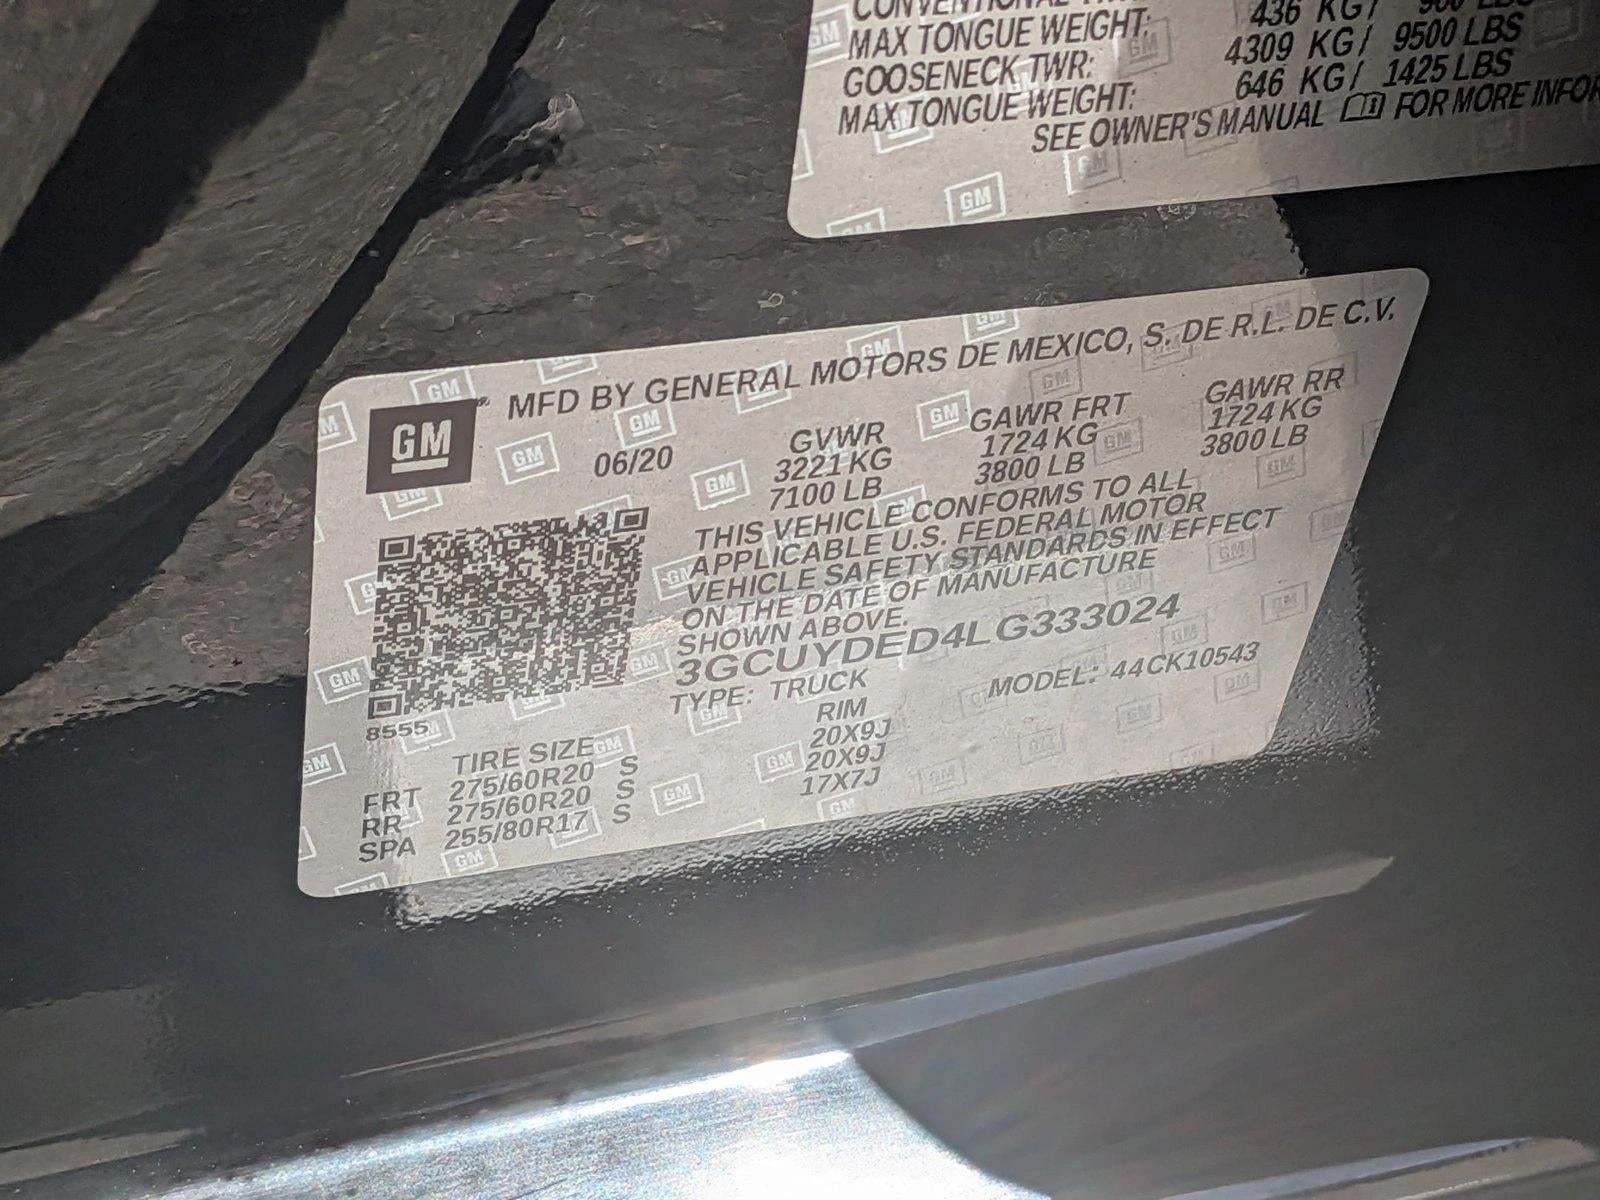 CONVENTIONAL
MAX TONGUE WEIGHT: 436 KG/ 960 LBS
GOOSENECK TWR: 4309 KG/ 9500 LBS
MAX TONGUE WEIGHT: 646 KG/ 1425 LBS
SEE OWNER'S MANUAL FOR MORE INFOR
GM MFD BY GENERAL MOTORS DE MEXICO, S. DE R.L. DE C.V.
06/20
GVWR GAWR FRT GAWR RR
3221 KG 1724 KG 1724 KG
7100 LB 3800 LB 3800 LB
THIS VEHICLE CONFORMS TO ALL
APPLICABLE U.S. FEDERAL MOTOR
VEHICLE SAFETY STANDARDS IN EFFECT
ON THE DATE OF MANUFACTURE
SHOWN ABOVE.
3GCUYDED4LG333024
TYPE: TRUCK MODEL: 44CK10543
8555
TIRE SIZE RIM
FRT 275/60R20 S 20X9J
RR 275/60R20 S 20X9J
SPA 255/80R17 S 17X7J